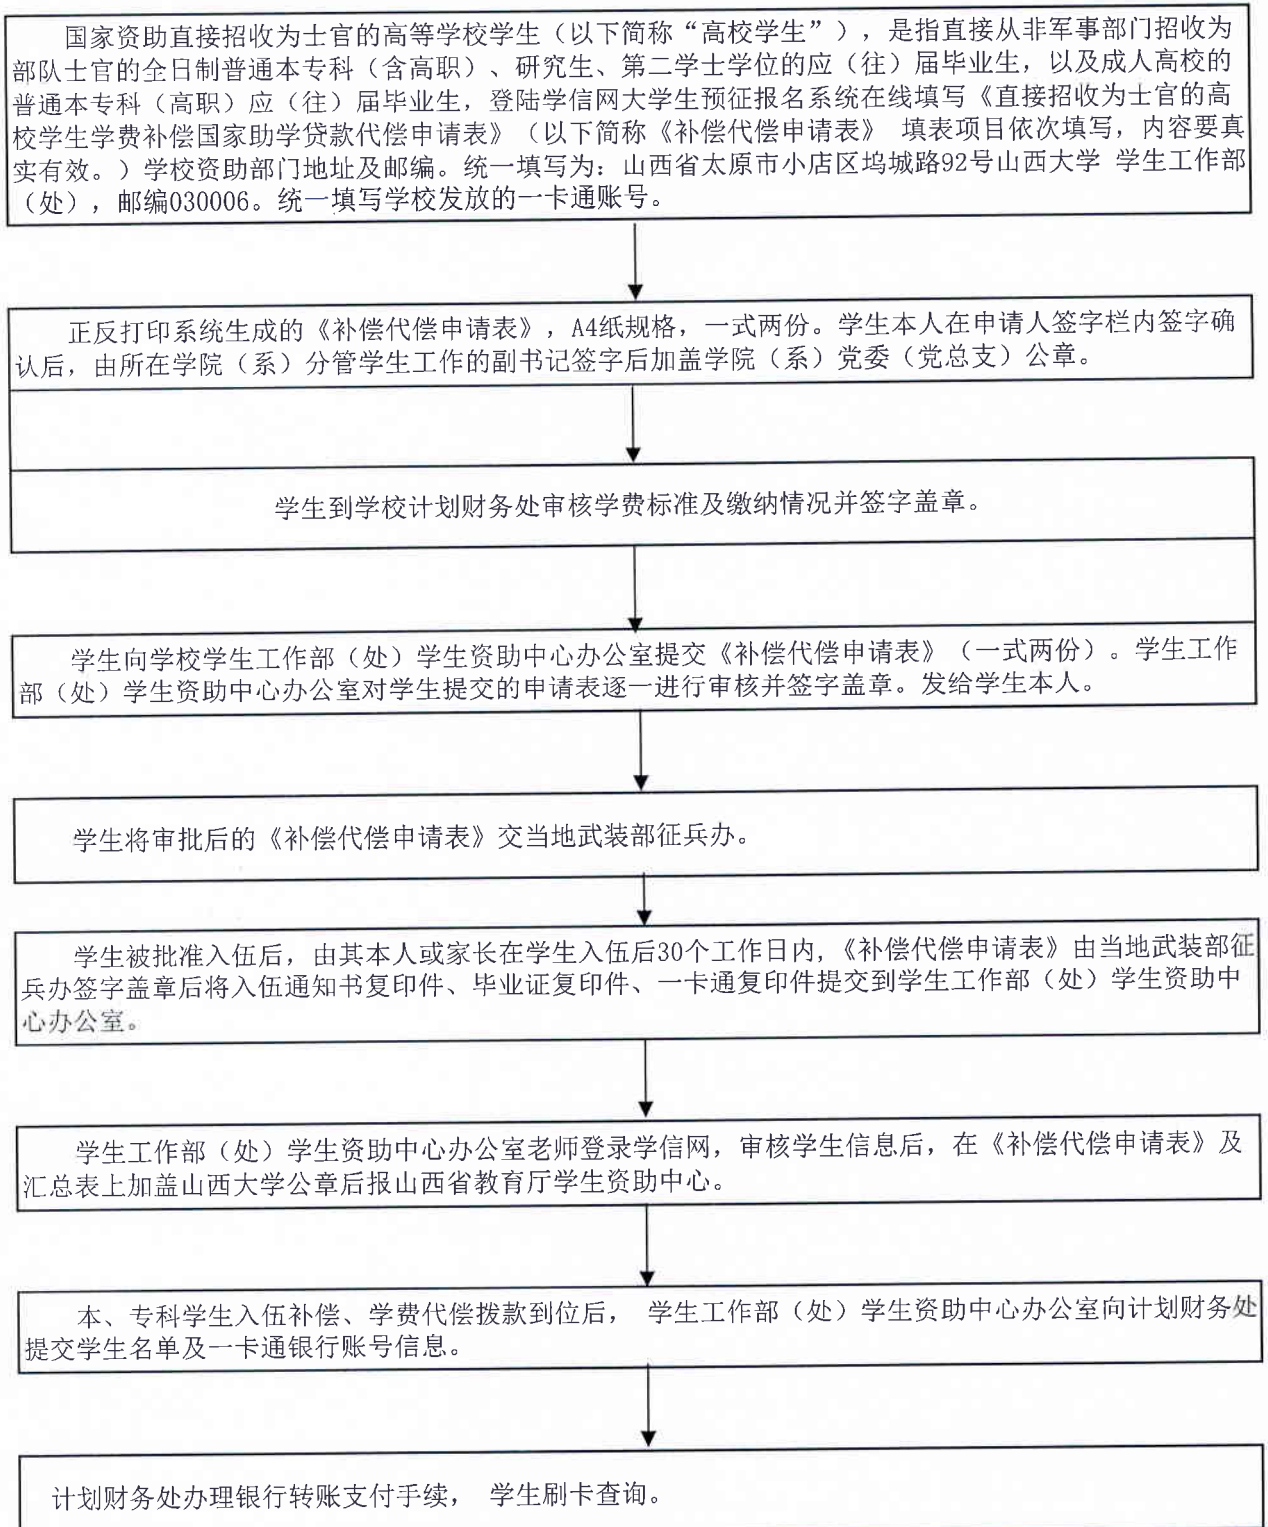 国家资助直接招收为士官的高等学校学生（以下简称“高校学生”），是指直接从非军事部门招收为
部队士官的全日制普通本专科（含高职）、研究生、第二学士学位的应（往）届毕业生，以及成人高校的
普通本专科（高职）应（往）届毕业生，登陆学信网大学生预征报名系统在线填写《直接招收为士官的高
校学生学费补偿国家助学贷款代偿申请表》（以下简称《补偿代偿申请表》 填表项目依次填写，内容要真
实有效。）学校资助部门地址及邮编。统一填写为：山西省太原市小店区坞城路92号山西大学 学生工作部
（处），邮编030006。统一填写学校发放的一卡通账号。
正反打印系统生成的《补偿代偿申请表》，A4纸规格，一式两份。学生本人在申请人签字栏内签字确
认后，由所在学院（系）分管学生工作的副书记签字后加盖学院（系）党委（党总支）公章。
学生到学校计划财务处审核学费标准及缴纳情况并签字盖章。
学生向学校学生工作部（处）学生资助中心办公室提交《补偿代偿申请表》（一式两份）。学生工作
部（处）学生资助中心办公室对学生提交的申请表逐一进行审核并签字盖章。发给学生本人。
学生将审批后的《补偿代偿申请表》交当地武装部征兵办。
学生被批准入伍后，由其本人或家长在学生入伍后30个工作日内,《补偿代偿申请表》由当地武装部征
兵办签字盖章后将入伍通知书复印件、毕业证复印件、一卡通复印件提交到学生工作部（处）学生资助中
心办公室。
学生工作部（处）学生资助中心办公室老师登录学信网，审核学生信息后，在《补偿代偿申请表》及
汇总表上加盖山西大学公章后报山西省教育厅学生资助中心。
本、专科学生入伍补偿、学费代偿拨款到位后， 学生工作部（处）学生资助中心办公室向计划财务处
提交学生名单及一卡通银行账号信息。
计划财务处办理银行转账支付手续， 学生刷卡查询。